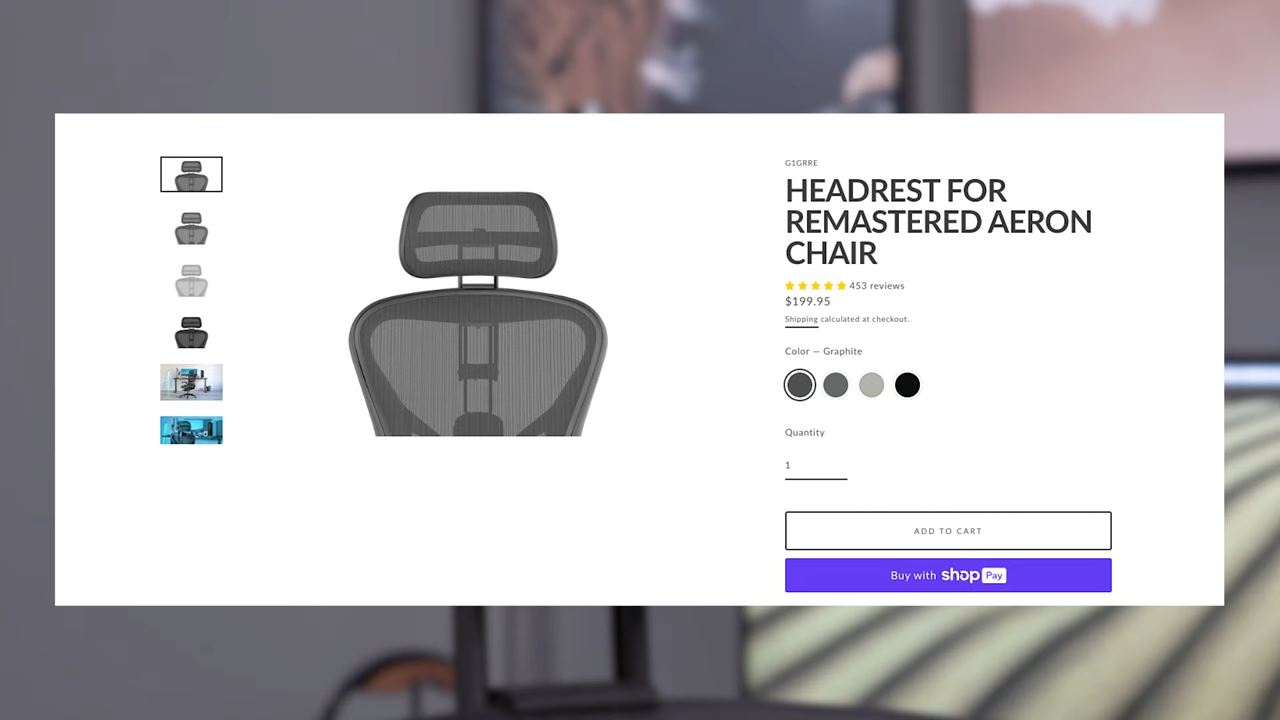 G1GRRE
HEADREST FOR
REMASTERED AERON
CHAIR
453 reviews
$199.95
Shipping calculated at checkout.
Color — Graphite
Quantity
1
ADD TO CART
Buy with shop Pay